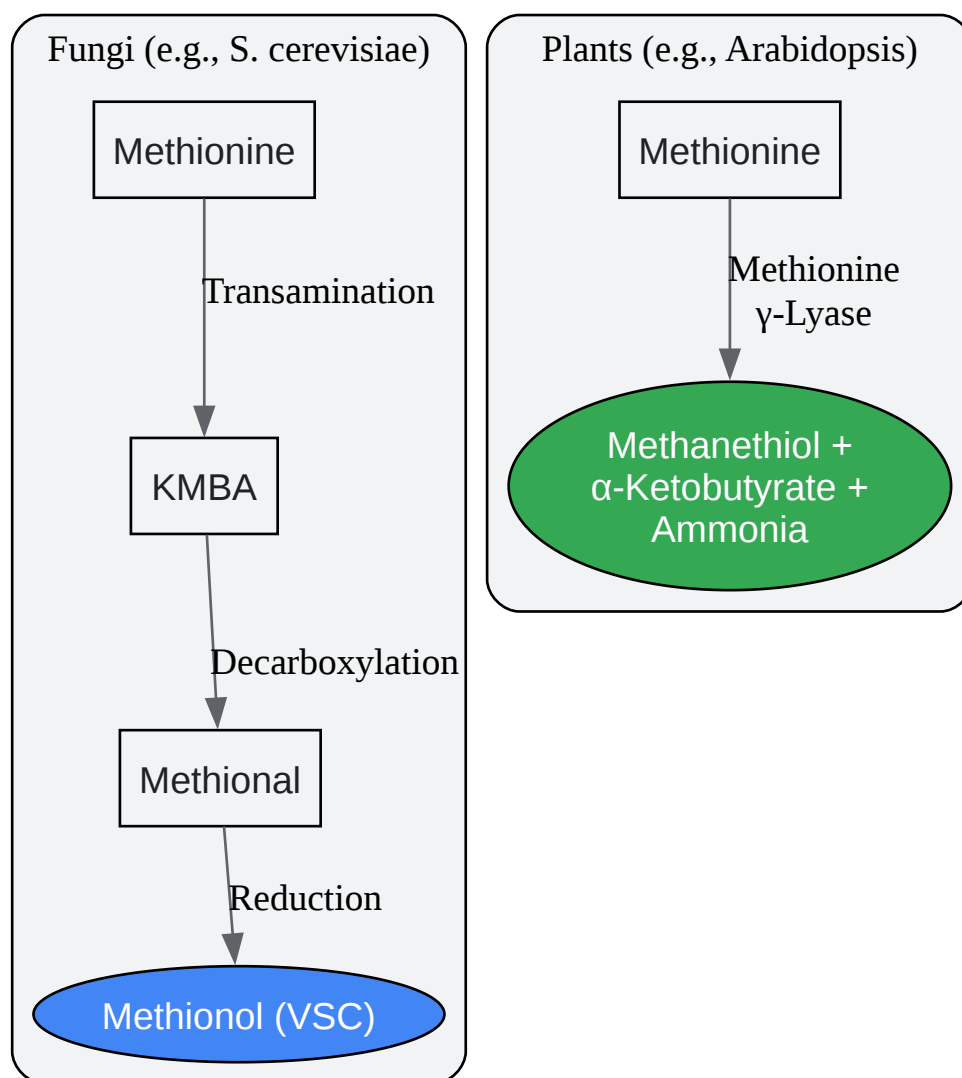 Fungi (e.g., S. cerevisiae)
Methionine
Transamination
KMBA
Decarboxylation
Methional
Reduction
Methionol (VSC)
Plants (e.g., Arabidopsis)
Methionine
Methionine
γ-Lyase
Methanethiol +
α-Ketobutyrate +
Ammonia